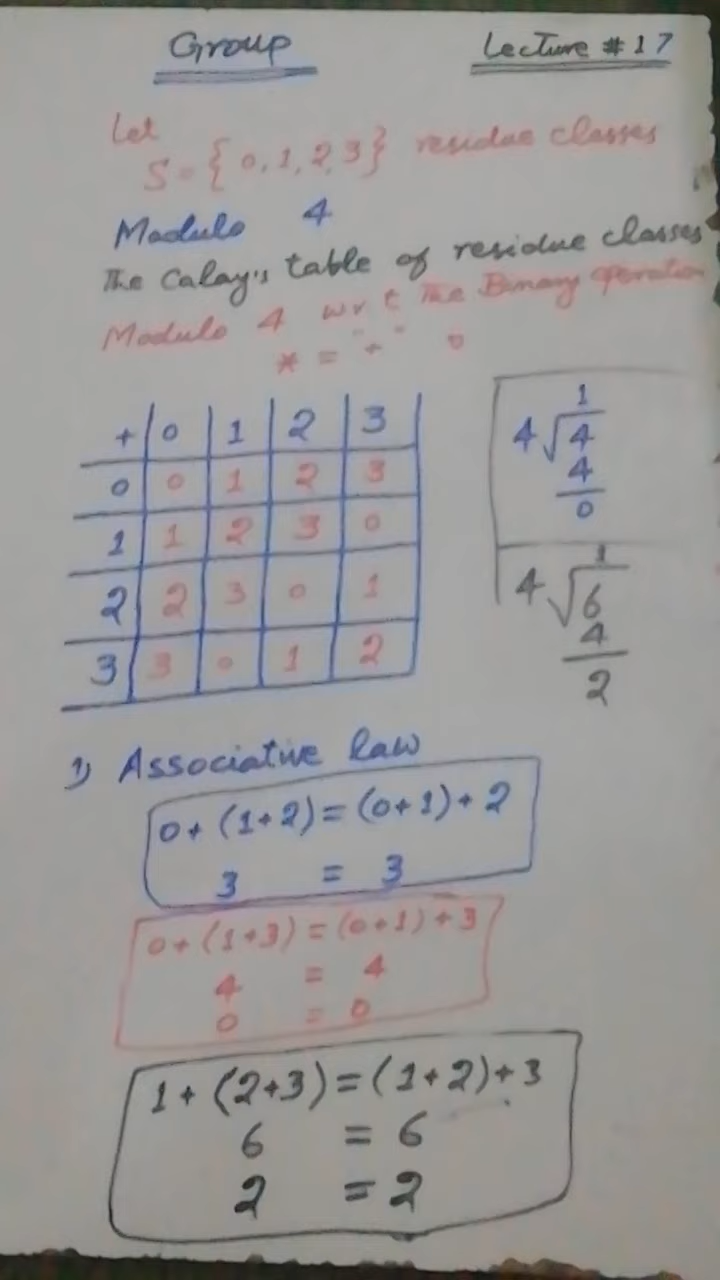 Group
Lecture # 17
Let
S = { 0, 1, 2, 3 } residue classes
Modulo 4
The Calay's table of residue classes
Modulo 4 w r t The Binary operation
* = "+"
+ 0 1 2 3
0 0 1 2 3
1 1 2 3 0
2 2 3 0 1
3 3 0 1 2
1
4 √4
4
0
1
4 √6
4
2
1) Associative law
0 + (1+2) = (0+1) + 2
3 = 3
0 + (1+3) = (0+1) + 3
4 = 4
0 = 0
1 + (2+3) = (1+2) + 3
6 = 6
2 = 2